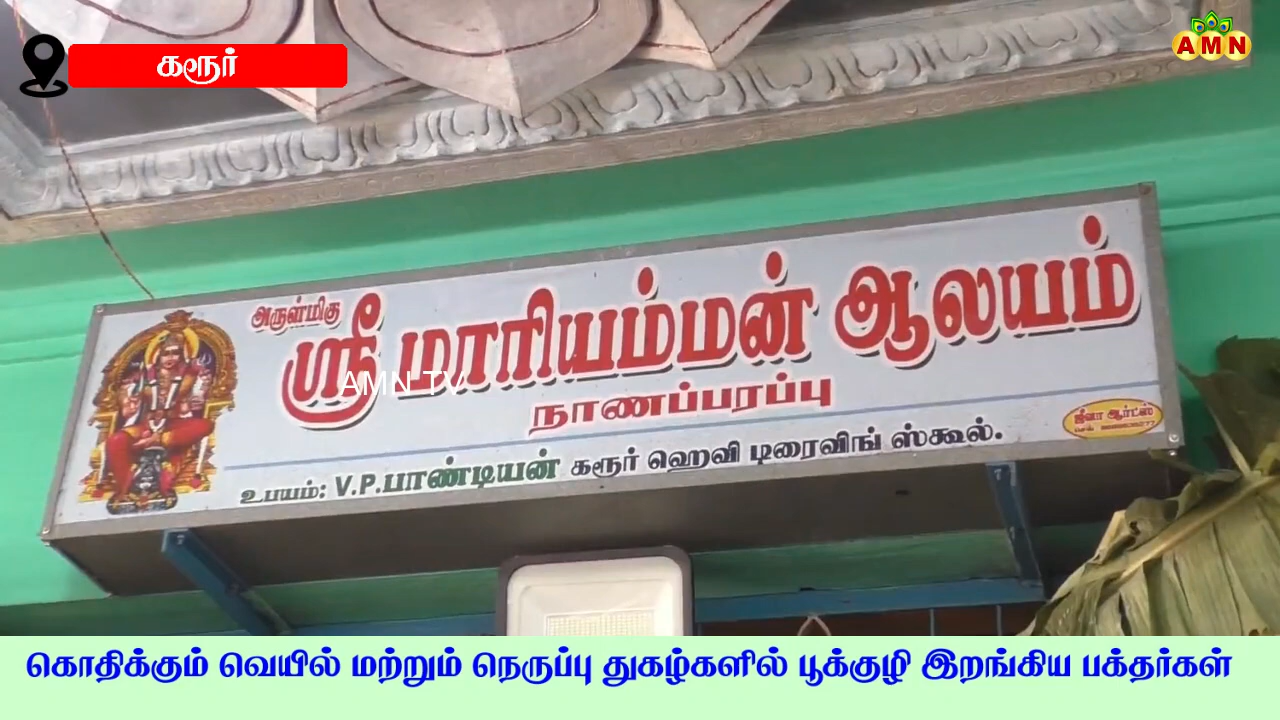 கரூர்
AMN
அருள்மிகு
ஸ்ரீ மாரியம்மன் ஆலயம்
AMN TV
நாணப்பரப்பு
உபயம்: V.P.பாண்டியன் கரூர் ஹெவி டிரைவிங் ஸ்கூல்.
ஜீவா ஆர்ட்ஸ்
கொதிக்கும் வெயில் மற்றும் நெருப்பு துகழ்களில் பூக்குழி இறங்கிய பக்தர்கள்